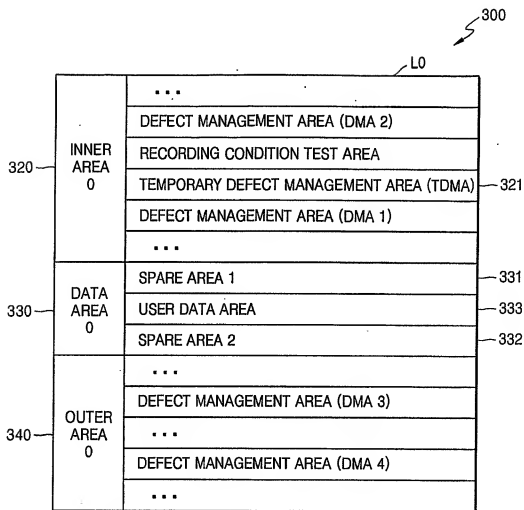 300
L0
320
INNER
AREA
0
...
DEFECT MANAGEMENT AREA (DMA 2)
RECORDING CONDITION TEST AREA
TEMPORARY DEFECT MANAGEMENT AREA (TDMA)
321
DEFECT MANAGEMENT AREA (DMA 1)
...
330
DATA
AREA
0
SPARE AREA 1
331
USER DATA AREA
333
SPARE AREA 2
332
340
OUTER
AREA
0
...
DEFECT MANAGEMENT AREA (DMA 3)
...
DEFECT MANAGEMENT AREA (DMA 4)
...